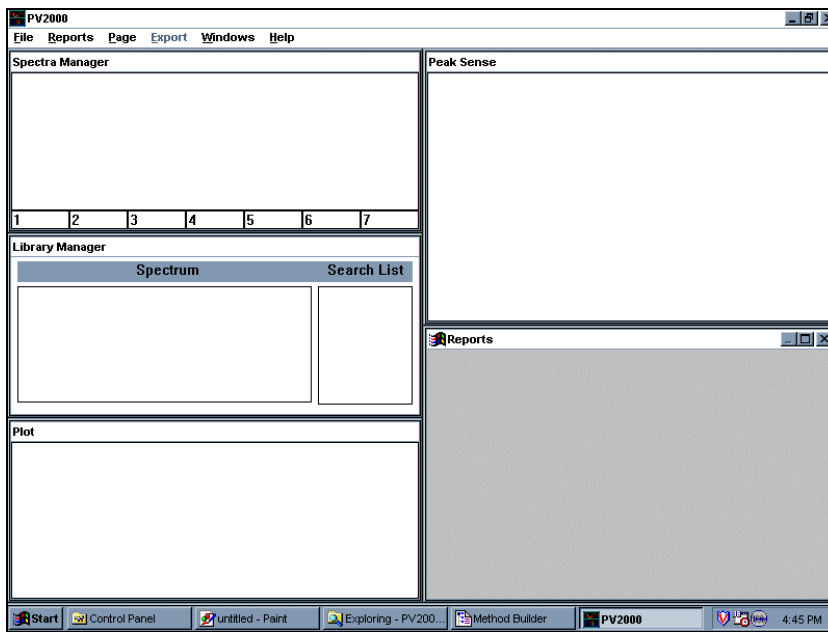 PV2000
File Reports Page Export Windows Help
Spectra Manager
1 2 3 4 5 6 7
Library Manager
Spectrum Search List
Plot
Peak Sense
Reports
Start Control Panel untitled - Paint Exploring - PV200... Method Builder PV2000 4:45 PM